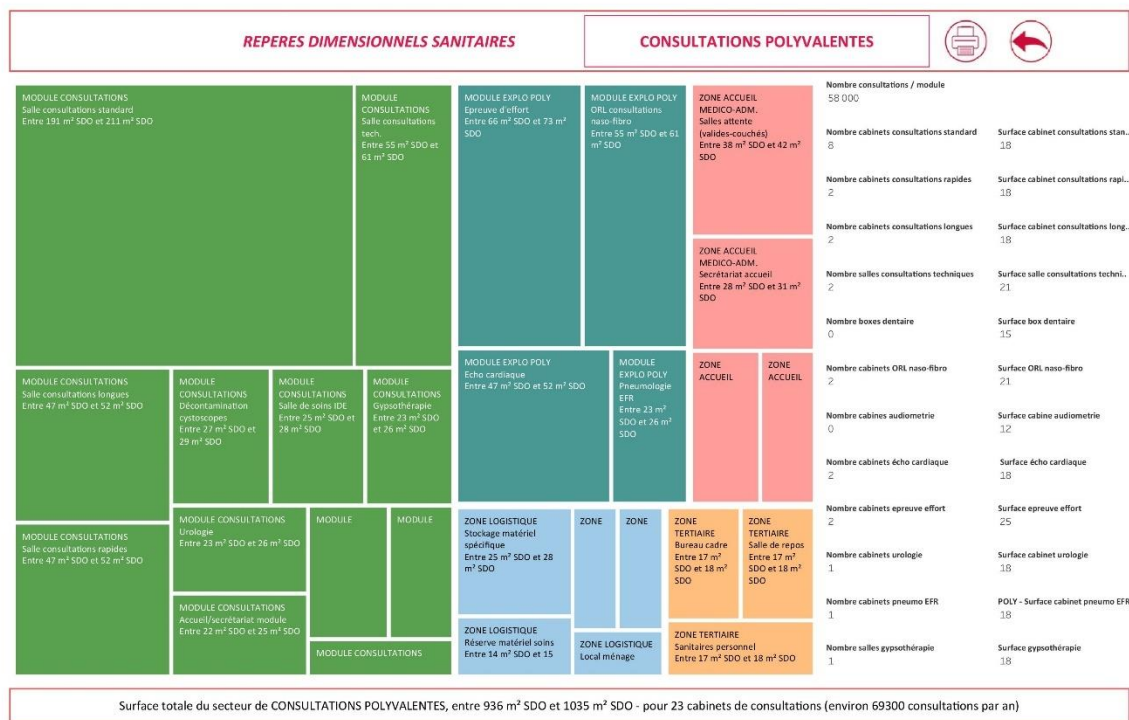 REPERES DIMENSIONNELS SANITAIRES
CONSULTATIONS POLYVALENTES
MODULE CONSULTATIONS
Salle consultations standard
Entre 191 m² SDO et 211 m² SDO
MODULE
CONSULTATIONS
Salle consultations
tech.
Entre 55 m² SDO et
61 m² SDO
MODULE CONSULTATIONS
Salle consultations longues
Entre 47 m² SDO et 52 m² SDO
MODULE
CONSULTATIONS
Décontamination
cystoscopes
Entre 27 m² SDO et
29 m² SDO
MODULE
CONSULTATIONS
Salle de soins IDE
Entre 25 m² SDO et
28 m² SDO
MODULE
CONSULTATIONS
Gypsothérapie
Entre 23 m² SDO
et 26 m² SDO
MODULE CONSULTATIONS
Salle consultations rapides
Entre 47 m² SDO et 52 m² SDO
MODULE CONSULTATIONS
Urologie
Entre 23 m² SDO et 26 m² SDO
MODULE
MODULE
MODULE CONSULTATIONS
Accueil/secrétariat module
Entre 22 m² SDO et 25 m² SDO
MODULE CONSULTATIONS
MODULE EXPLO POLY
Epreuve d'effort
Entre 66 m² SDO et 73 m²
SDO
MODULE EXPLO POLY
ORL consultations
naso-fibro
Entre 55 m² SDO et 61
m² SDO
MODULE EXPLO POLY
Echo cardiaque
Entre 47 m² SDO et 52 m² SDO
MODULE
EXPLO POLY
Pneumologie
EFR
Entre 23 m²
SDO et 26 m²
SDO
ZONE ACCUEIL
MEDICO-ADM.
Salles attente
(valides-couchés)
Entre 38 m² SDO et 42 m²
SDO
ZONE ACCUEIL
MEDICO-ADM.
Secrétariat accueil
Entre 28 m² SDO et 31 m²
SDO
ZONE
ACCUEIL
ZONE
ACCUEIL
ZONE LOGISTIQUE
Stockage matériel
spécifique
Entre 25 m² SDO et 28
m² SDO
ZONE
ZONE
ZONE LOGISTIQUE
Réserve matériel soins
Entre 14 m² SDO et 15
ZONE LOGISTIQUE
Local ménage
ZONE
TERTIAIRE
Bureau cadre
Entre 17 m²
SDO et 18 m²
SDO
ZONE
TERTIAIRE
Salle de repos
Entre 17 m²
SDO et 18 m²
SDO
ZONE TERTIAIRE
Sanitaires personnel
Entre 17 m² SDO et 18 m² SDO
Nombre consultations / module
58 000
Nombre cabinets consultations standard
8
Surface cabinet consultations stan..
18
Nombre cabinets consultations rapides
2
Surface cabinet consultations rapi..
18
Nombre cabinets consultations longues
2
Surface cabinet consultations long..
18
Nombre salles consultations techniques
2
Surface salle consultations techni..
21
Nombre boxes dentaire
0
Surface box dentaire
15
Nombre cabinets ORL naso-fibro
2
Surface ORL naso-fibro
21
Nombre cabines audiometrie
0
Surface cabine audiometrie
12
Nombre cabinets écho cardiaque
2
Surface écho cardiaque
18
Nombre cabinets epreuve effort
2
Surface epreuve effort
25
Nombre cabinets urologie
1
Surface cabinet urologie
18
Nombre cabinets pneumo EFR
1
POLY - Surface cabinet pneumo EFR
18
Nombre salles gypsothérapie
1
Surface gypsothérapie
18
Surface totale du secteur de CONSULTATIONS POLYVALENTES, entre 936 m² SDO et 1035 m² SDO - pour 23 cabinets de consultations (environ 69300 consultations par an)